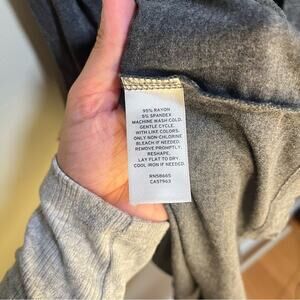 95% RAYON
5% SPANDEX
MACHINE WASH COLD.
GENTLE CYCLE.
WITH LIKE COLORS.
ONLY NON-CHLORINE
BLEACH IF NEEDED.
REMOVE PROMPTLY.
RESHAPE,
LAY FLAT TO DRY.
COOL IRON IF NEEDED.
RN58665
CA57963